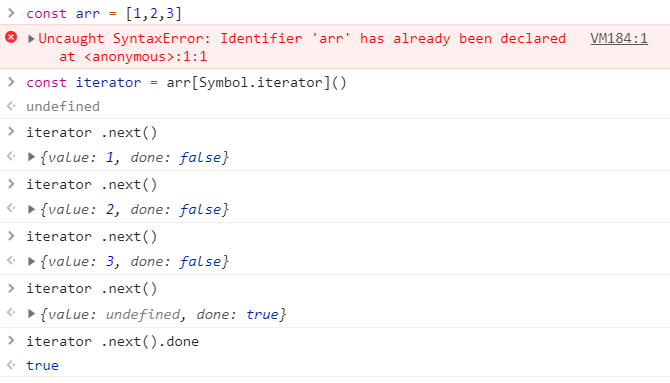 const arr = [1,2,3]
Uncaught SyntaxError: Identifier 'arr' has already been declared VM184:1
at <anonymous>:1:1
const iterator = arr[Symbol.iterator]()
undefined
iterator .next()
{value: 1, done: false}
iterator .next()
{value: 2, done: false}
iterator .next()
{value: 3, done: false}
iterator .next()
{value: undefined, done: true}
iterator .next().done
true